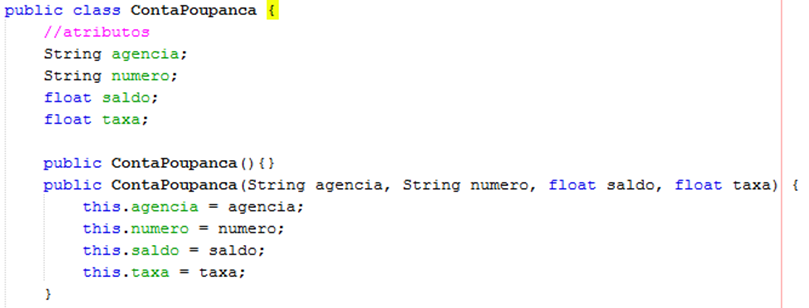 public class ContaPoupanca {
    //atributos
    String agencia;
    String numero;
    float saldo;
    float taxa;

    public ContaPoupanca(){}
    public ContaPoupanca(String agencia, String numero, float saldo, float taxa) {
        this.agencia = agencia;
        this.numero = numero;
        this.saldo = saldo;
        this.taxa = taxa;
    }